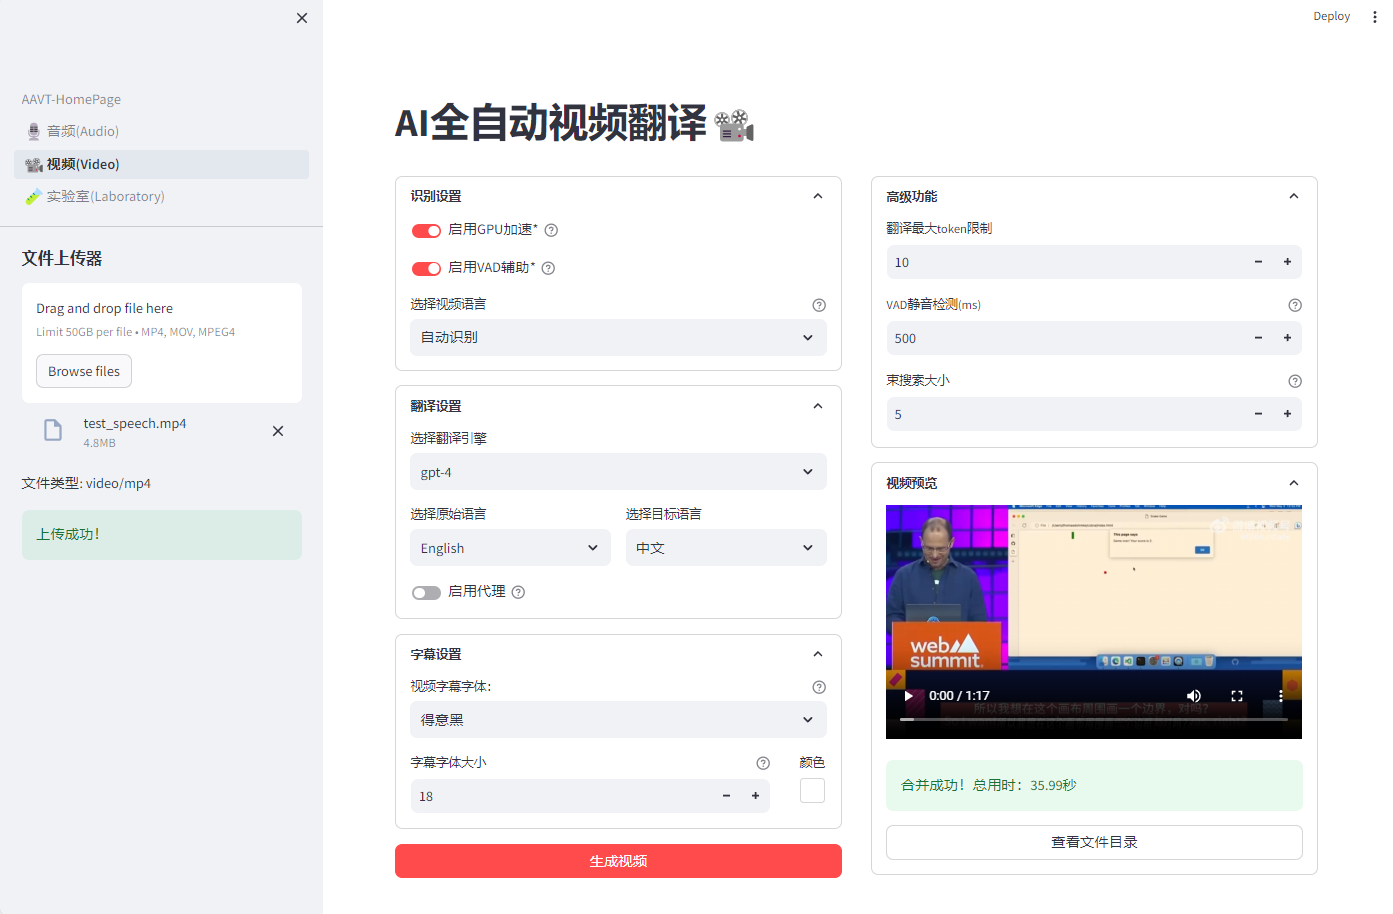 Deploy
AAVT-HomePage
音频(Audio)
视频(Video)
实验室(Laboratory)
文件上传器
Drag and drop file here
Limit 50GB per file • MP4, MOV, MPEG4
Browse files
test_speech.mp4
4.8MB
文件类型: video/mp4
上传成功！
AI全自动视频翻译
识别设置
启用GPU加速*
启用VAD辅助*
选择视频语言
自动识别
翻译设置
选择翻译引擎
gpt-4
选择原始语言
选择目标语言
English
中文
启用代理
字幕设置
视频字幕字体:
得意黑
字幕字体大小
颜色
18
生成视频
高级功能
翻译最大token限制
10
VAD静音检测(ms)
500
束搜索大小
5
视频预览
This page says
web
summit.
0:00 / 1:17
所以我想在这个画布周围画一个边界，对吗?
合并成功！总用时：35.99秒
查看文件目录